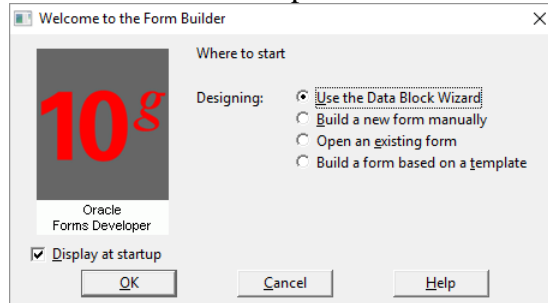 Welcome to the Form Builder
Where to start
Designing:
Use the Data Block Wizard
Build a new form manually
Open an existing form
Build a form based on a template
10g
Oracle
Forms Developer
Display at startup
OK
Cancel
Help